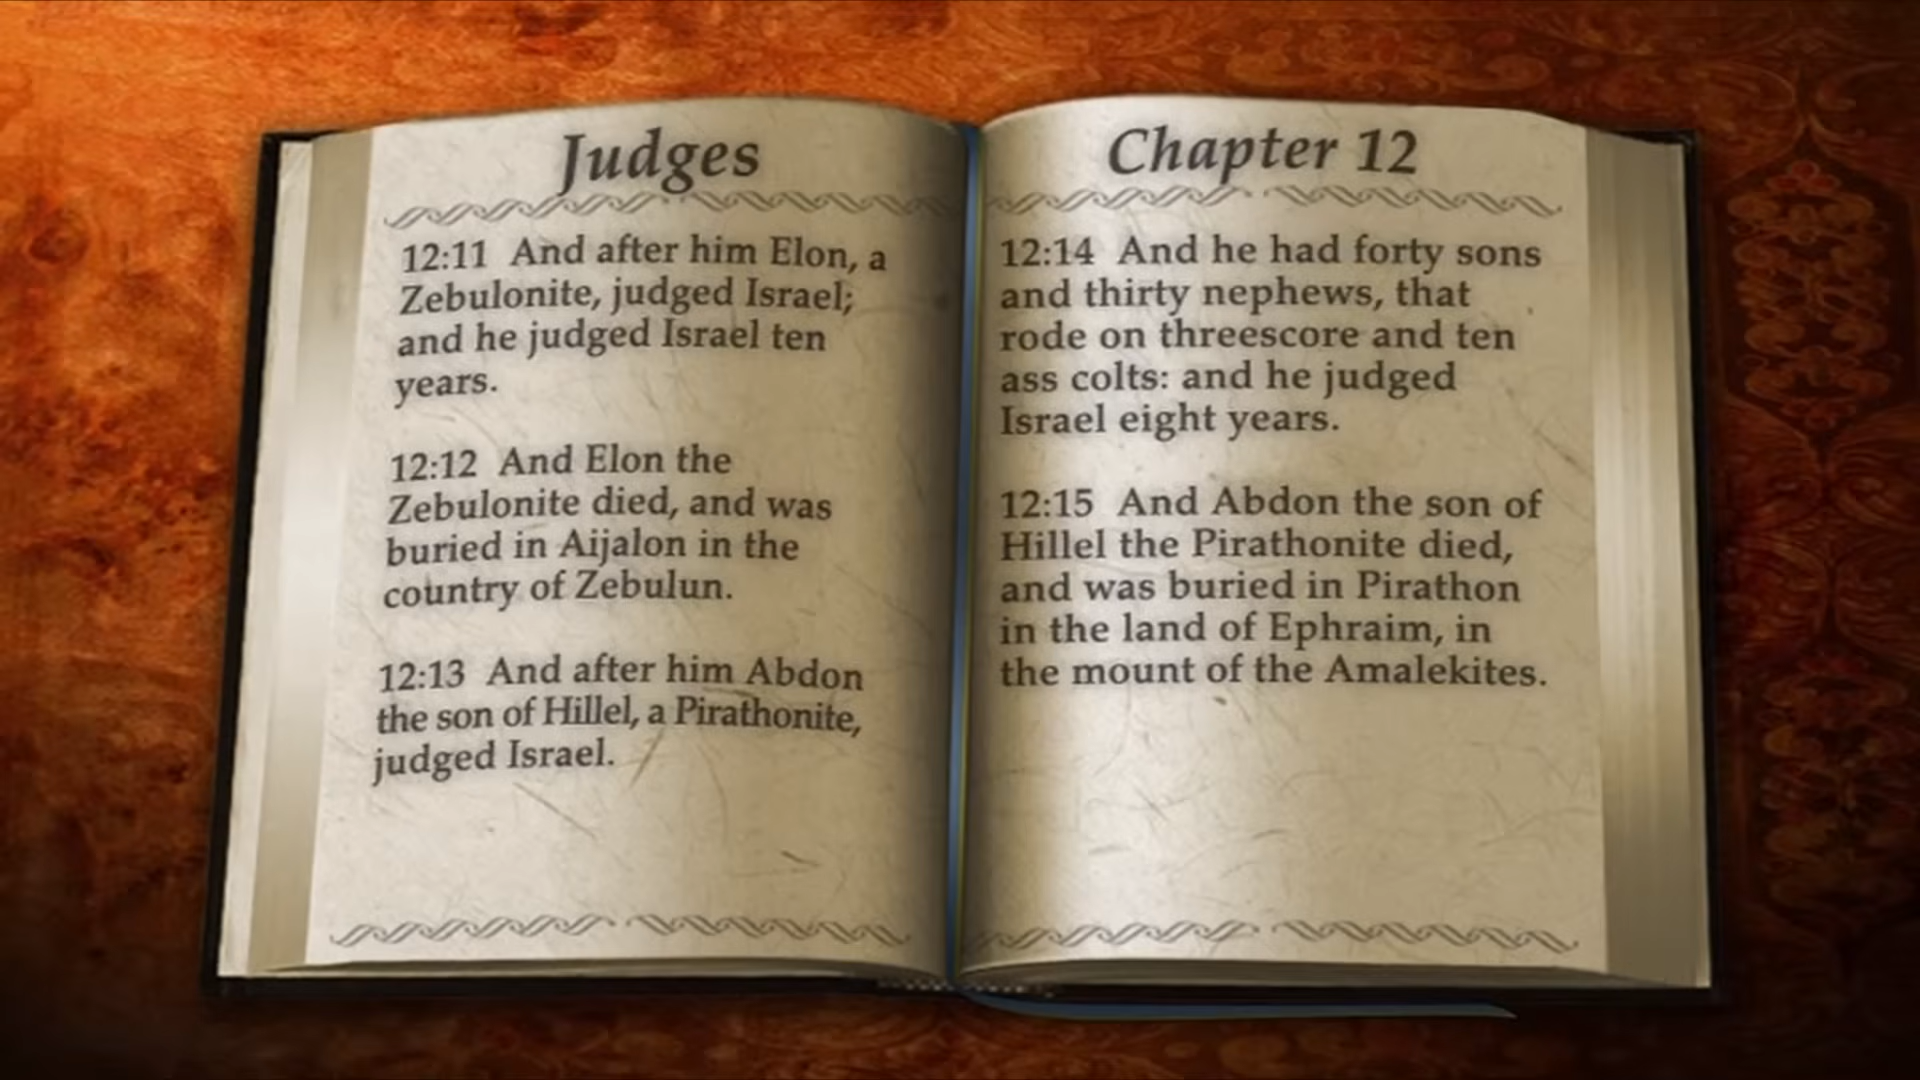 Judges
12:11 And after him Elon, a
Zebulonite, judged Israel;
and he judged Israel ten
years.
12:12 And Elon the
Zebulonite died, and was
buried in Aijalon in the
country of Zebulun.
12:13 And after him Abdon
the son of Hillel, a Pirathonite,
judged Israel.
Chapter 12
12:14 And he had forty sons
and thirty nephews, that
rode on threescore and ten
ass colts: and he judged
Israel eight years.
12:15 And Abdon the son of
Hillel the Pirathonite died,
and was buried in Pirathon
in the land of Ephraim, in
the mount of the Amalekites.